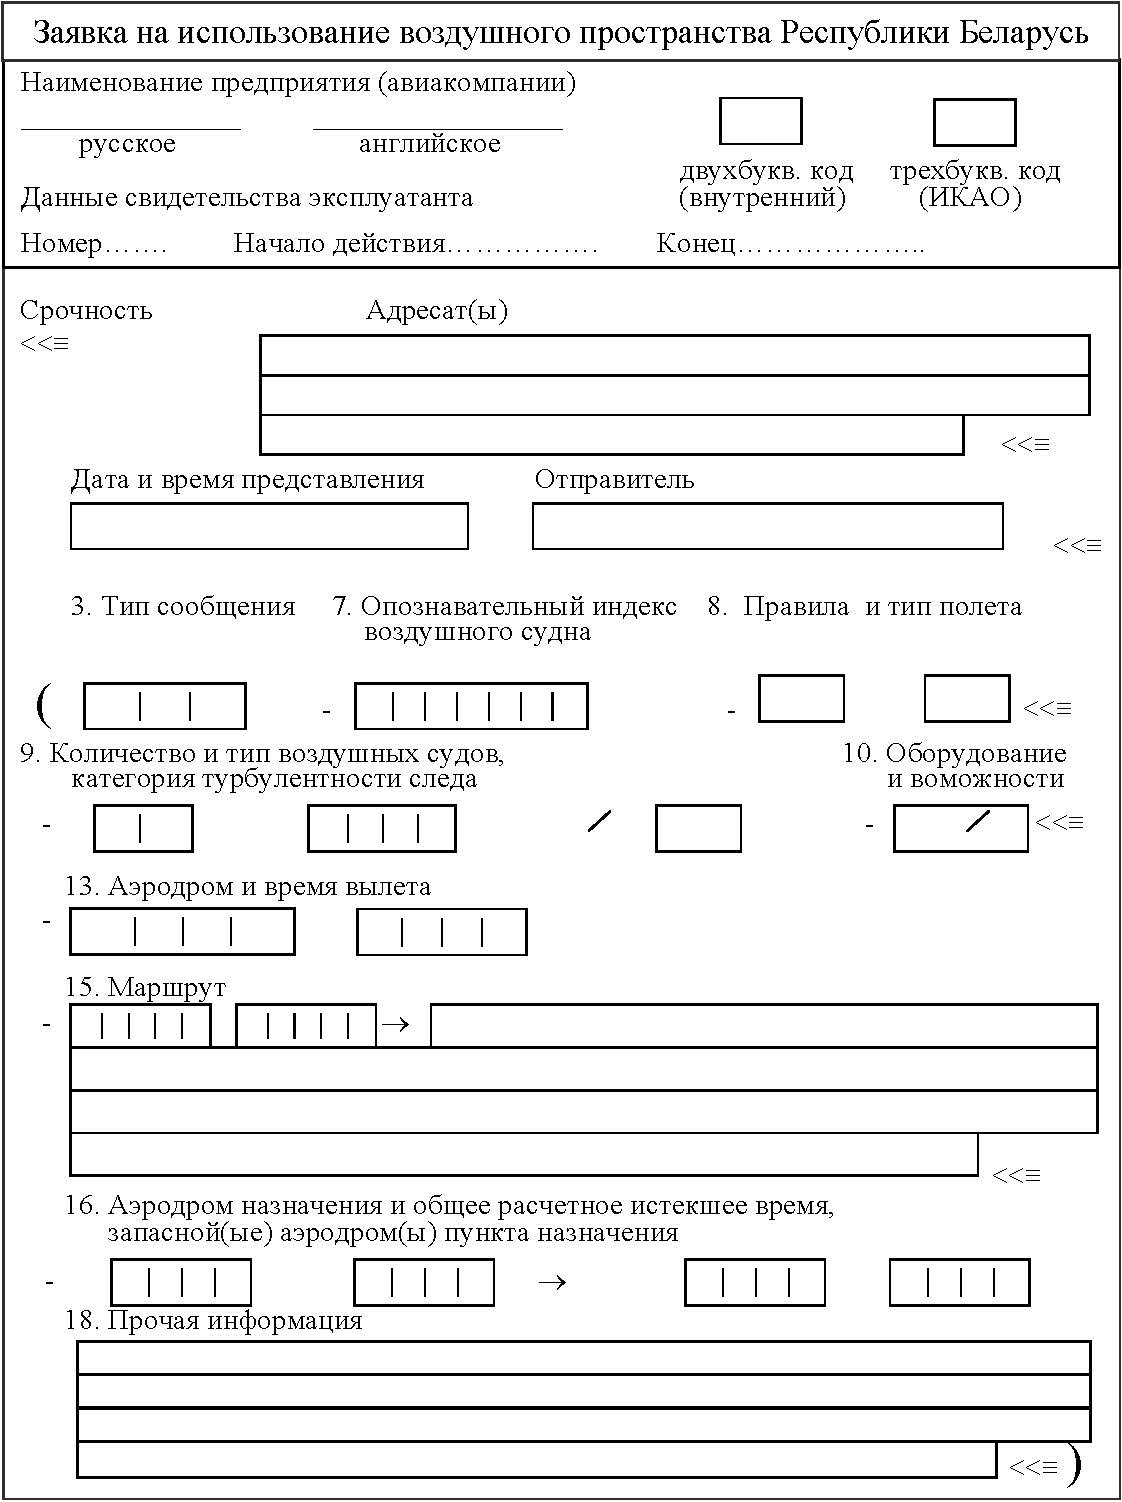 Заявка на использование воздушного пространства Республики Беларусь
Наименование предприятия (авиакомпании)
русское английское
двухбукв. код трехбукв. код
(внутренний) (ИКАО)
Данные свидетельства эксплуатанта
Номер....... Начало действия................ Конец....................
Срочность Адресат(ы)
<<≡
<<≡
Дата и время представления Отправитель
<<≡
3. Тип сообщения 7. Опознавательный индекс 8. Правила и тип полета
воздушного судна
( - - <<≡
9. Количество и тип воздушных судов, 10. Оборудование
категория турбулентности следа и воможности
- / - / <<≡
13. Аэродром и время вылета
-
15. Маршрут
- →
<<≡
16. Аэродром назначения и общее расчетное истекшее время,
запасной(ые) аэродром(ы) пункта назначения
- →
18. Прочая информация
<<≡ )